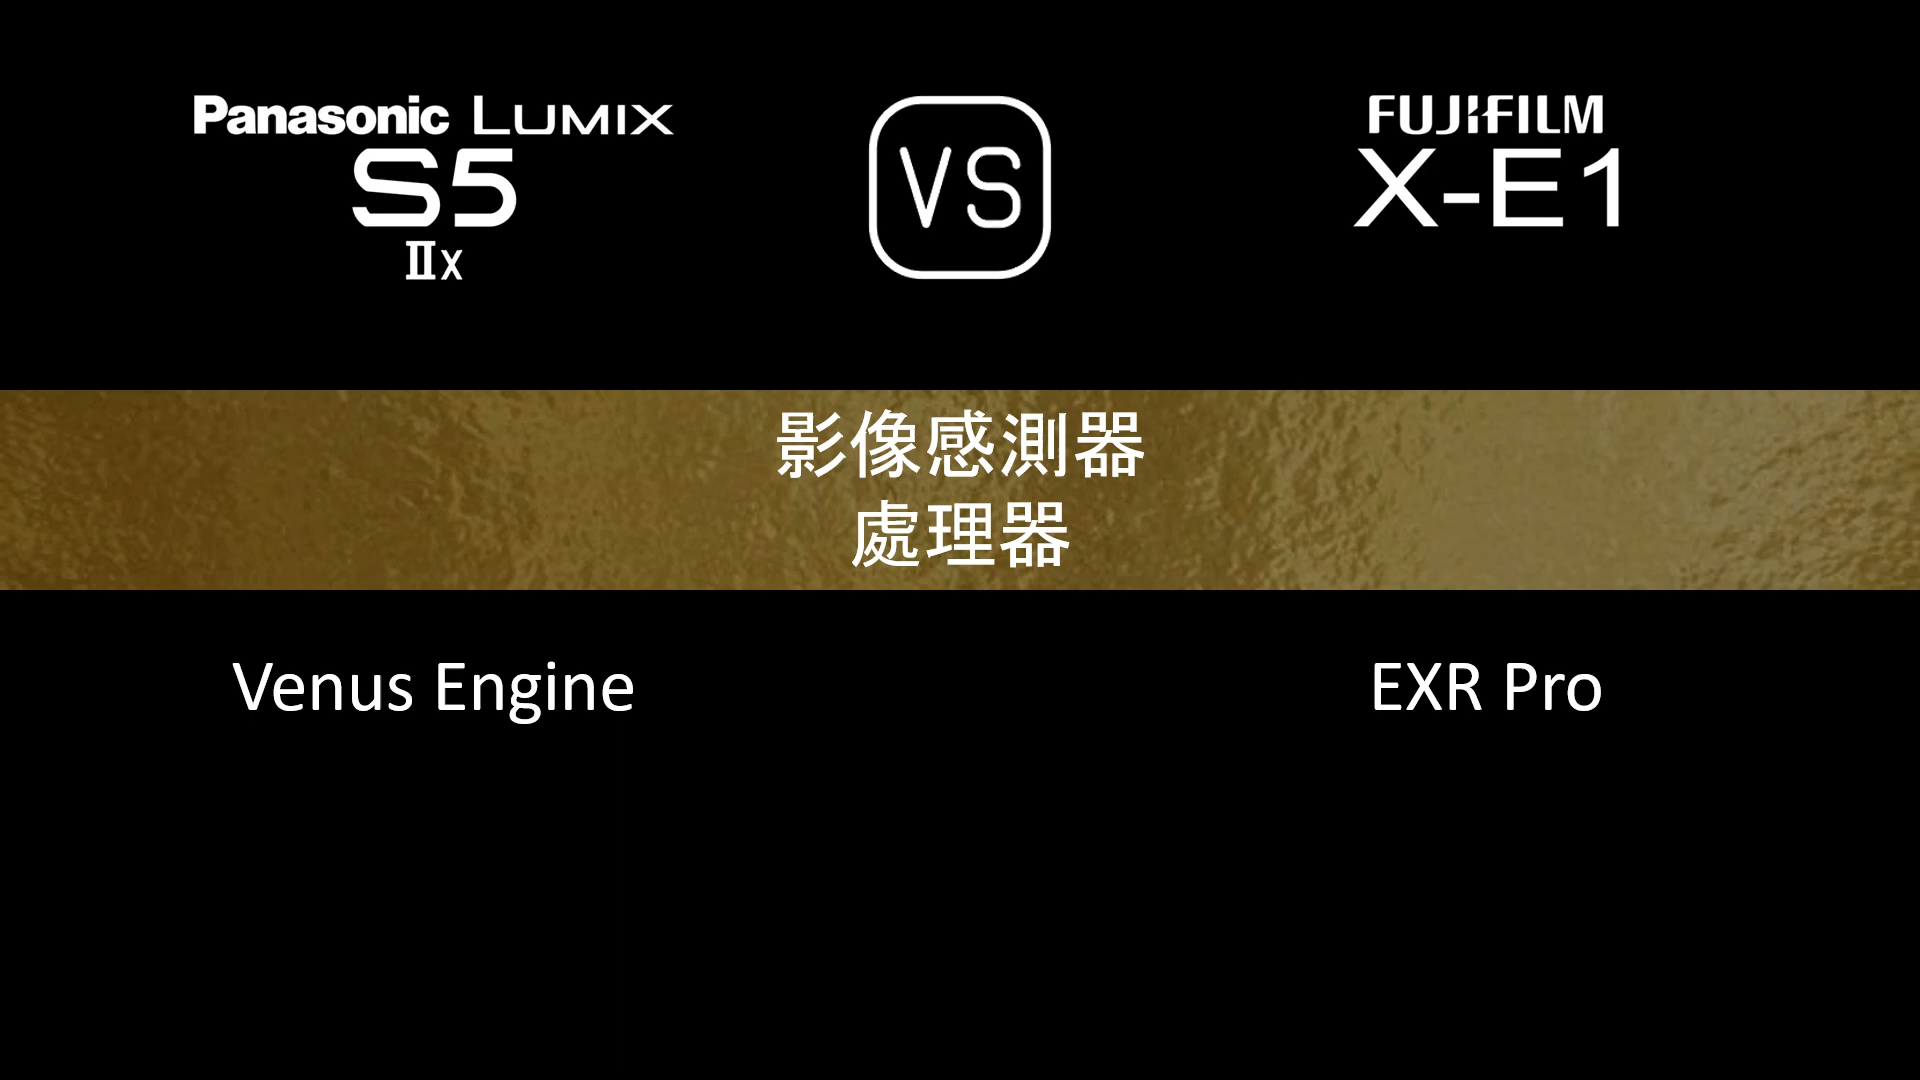 Panasonic LUMIX
S5
IIX
VS
FUJIFILM
X-E1
影像感測器
處理器
Venus Engine
EXR Pro